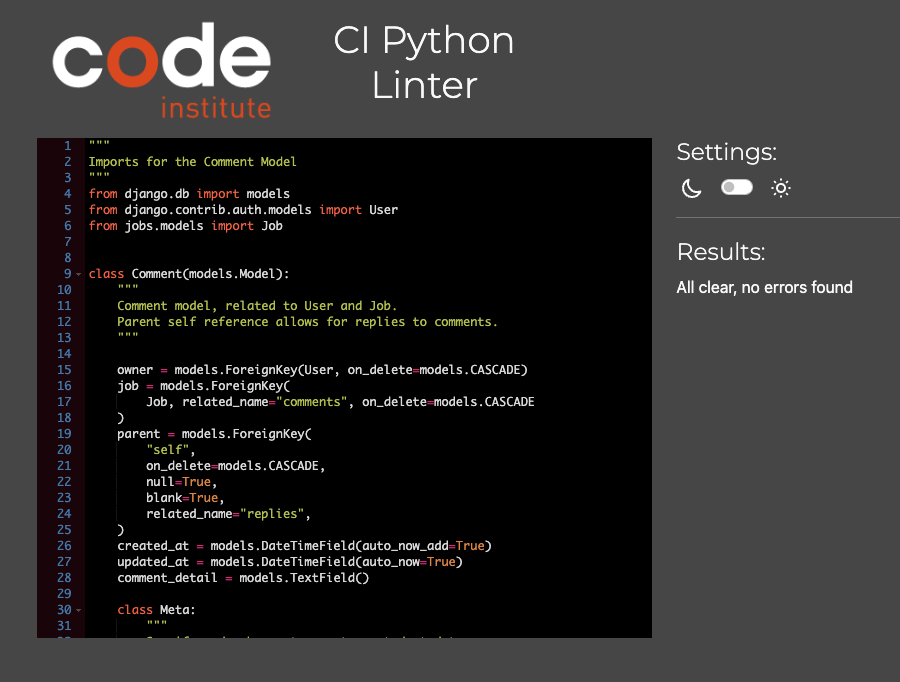 code
institute
CI Python
Linter
1 """
2 Imports for the Comment Model
3 """
4 from django.db import models
5 from django.contrib.auth.models import User
6 from jobs.models import Job
7
8
9 class Comment(models.Model):
10     """
11     Comment model, related to User and Job.
12     Parent self reference allows for replies to comments.
13     """
14
15     owner = models.ForeignKey(User, on_delete=models.CASCADE)
16     job = models.ForeignKey(
17         Job, related_name="comments", on_delete=models.CASCADE
18     )
19     parent = models.ForeignKey(
20         "self",
21         on_delete=models.CASCADE,
22         null=True,
23         blank=True,
24         related_name="replies",
25     )
26     created_at = models.DateTimeField(auto_now_add=True)
27     updated_at = models.DateTimeField(auto_now=True)
28     comment_detail = models.TextField()
29
30     class Meta:
31         """
Settings:
Results:
All clear, no errors found